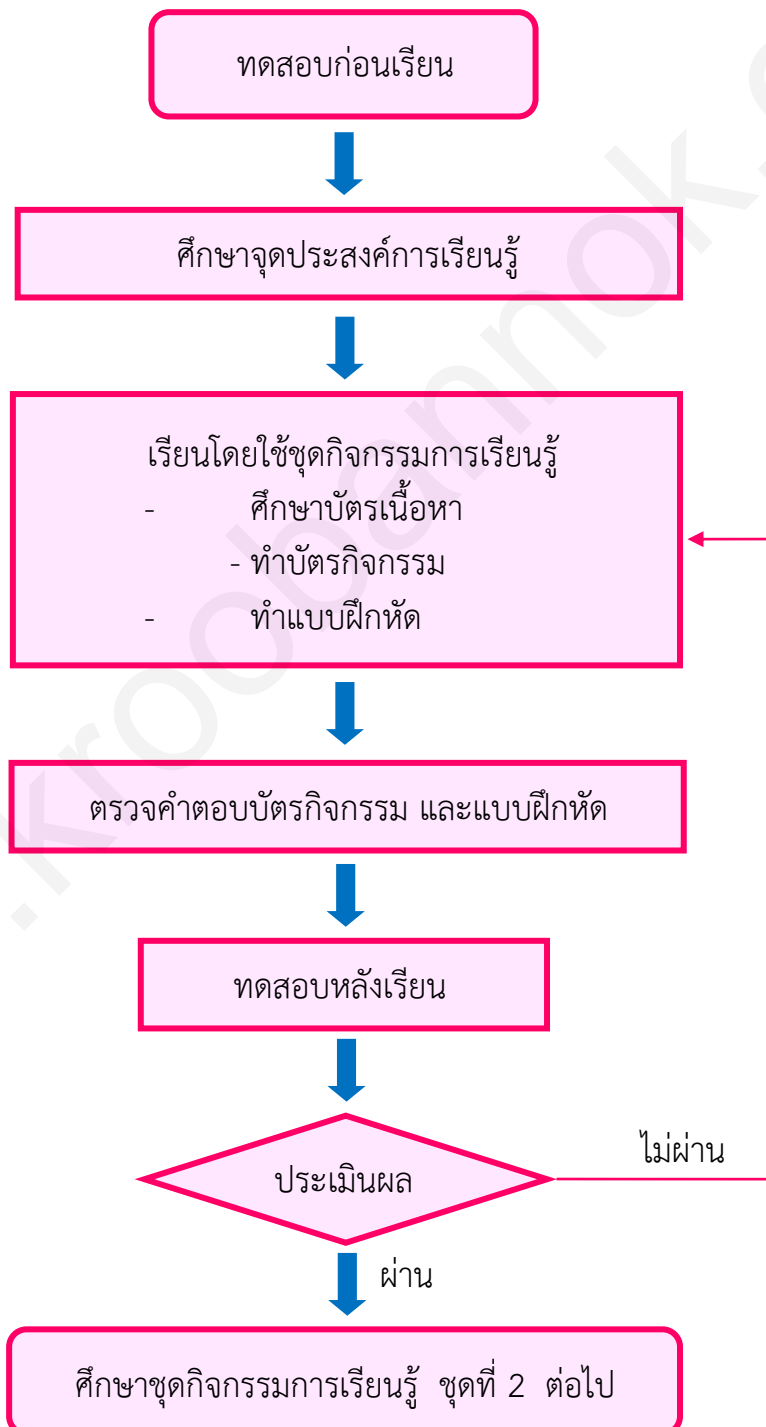 ทดสอบก่อนเรียน
ศึกษาจุดประสงค์การเรียนรู้
เรียนโดยใช้ชุดกิจกรรมการเรียนรู้
- ศึกษาบัตรเนื้อหา
- ทำบัตรกิจกรรม
- ทำแบบฝึกหัด
ตรวจคำตอบบัตรกิจกรรม และแบบฝึกหัด
ทดสอบหลังเรียน
ประเมินผล
ไม่ผ่าน
ผ่าน
ศึกษาชุดกิจกรรมการเรียนรู้ ชุดที่ 2 ต่อไป
.kroobannok.